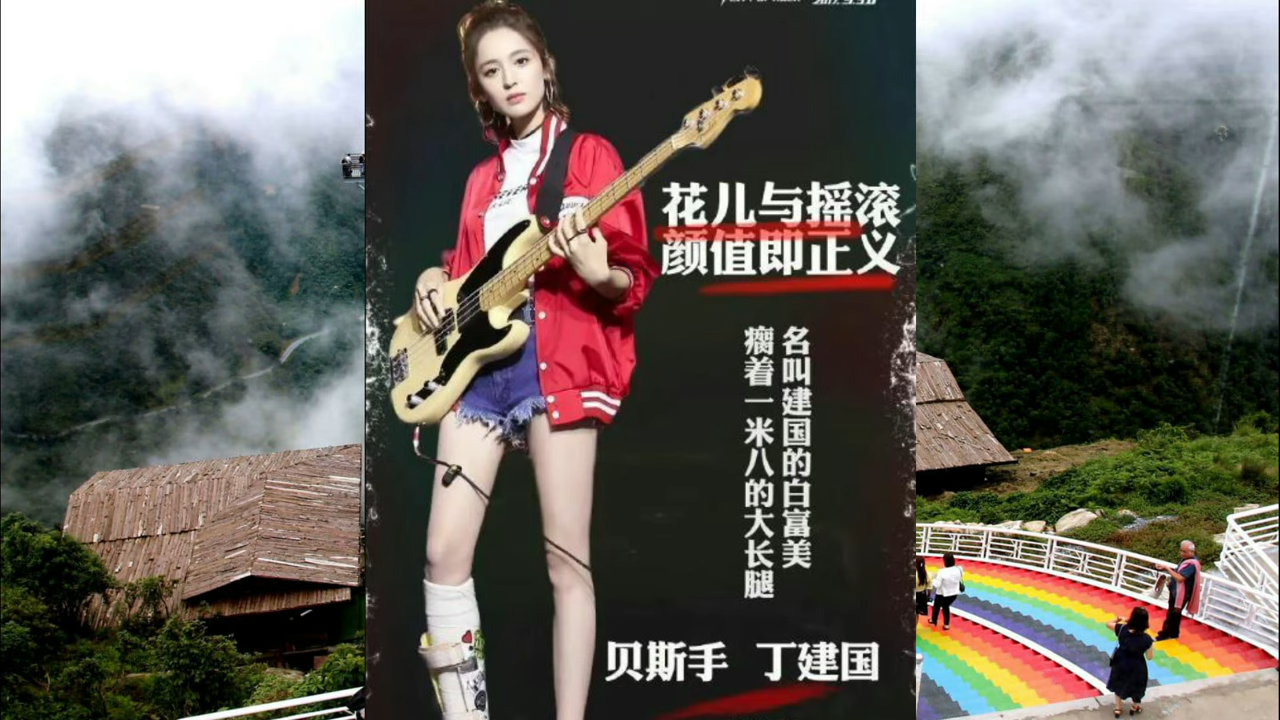 花儿与摇滚
颜值即正义
名叫建国的白富美
瘸着一米八的大长腿
贝斯手 丁建国